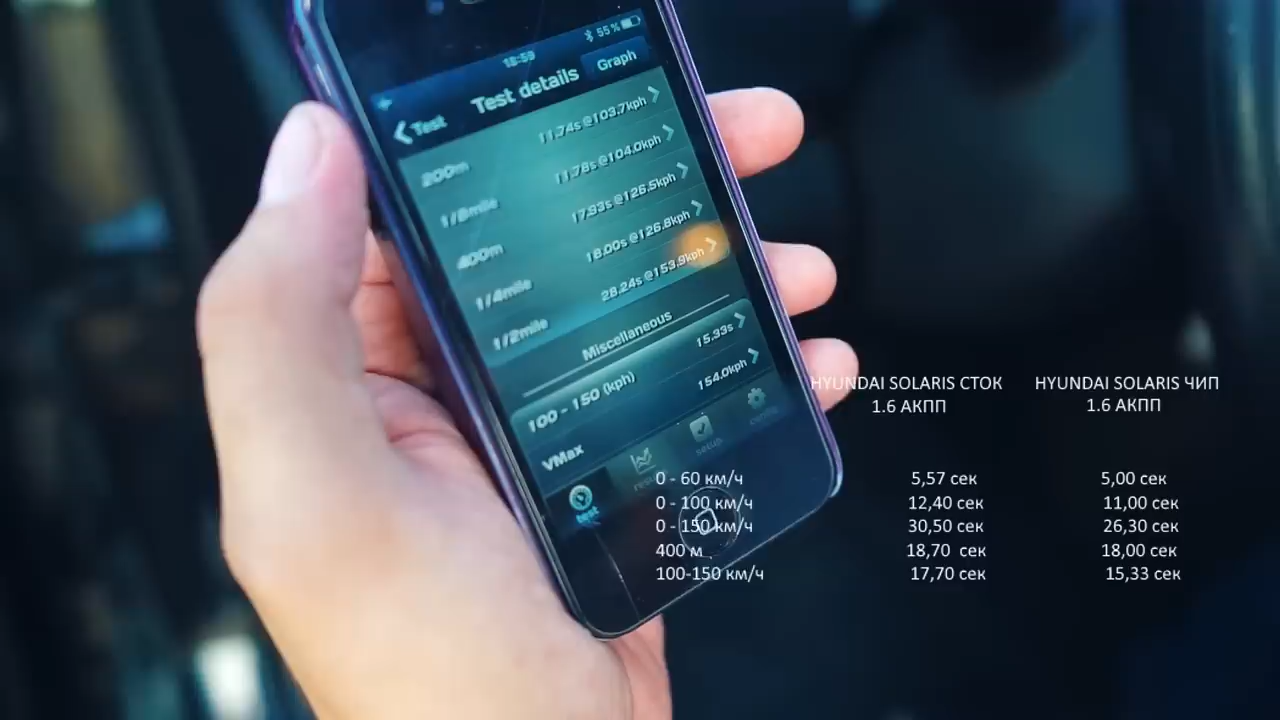 55%
18:59
Test
Test details
Graph
200m 11.74s @103.7kph
1/8mile 11.78s @104.0kph
400m 17.93s @126.5kph
1/4mile 18.00s @126.8kph
1/2mile 28.24s @153.9kph
Miscellaneous
100 - 150 (kph) 15.33s
VMax 154.0kph
test
setup
HYUNDAI SOLARIS СТОК HYUNDAI SOLARIS ЧИП
1.6 АКПП 1.6 АКПП
0 - 60 км/ч 5,57 сек 5,00 сек
0 - 100 км/ч 12,40 сек 11,00 сек
0 - 150 км/ч 30,50 сек 26,30 сек
400 м 18,70 сек 18,00 сек
100-150 км/ч 17,70 сек 15,33 сек